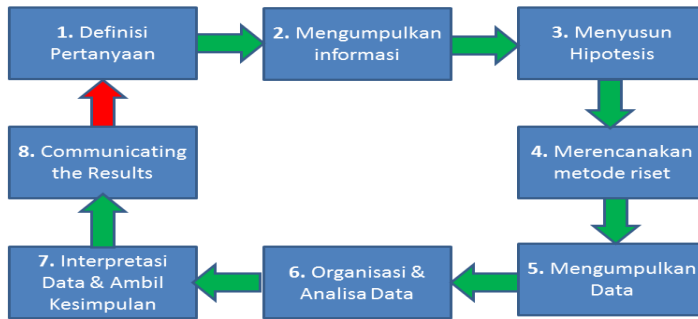 1. Definisi
Pertanyaan
2. Mengumpulkan
informasi
3. Menyusun
Hipotesis
4. Merencanakan
metode riset
5. Mengumpulkan
Data
6. Organisasi &
Analisa Data
7. Interpretasi
Data & Ambil
Kesimpulan
8. Communicating
the Results